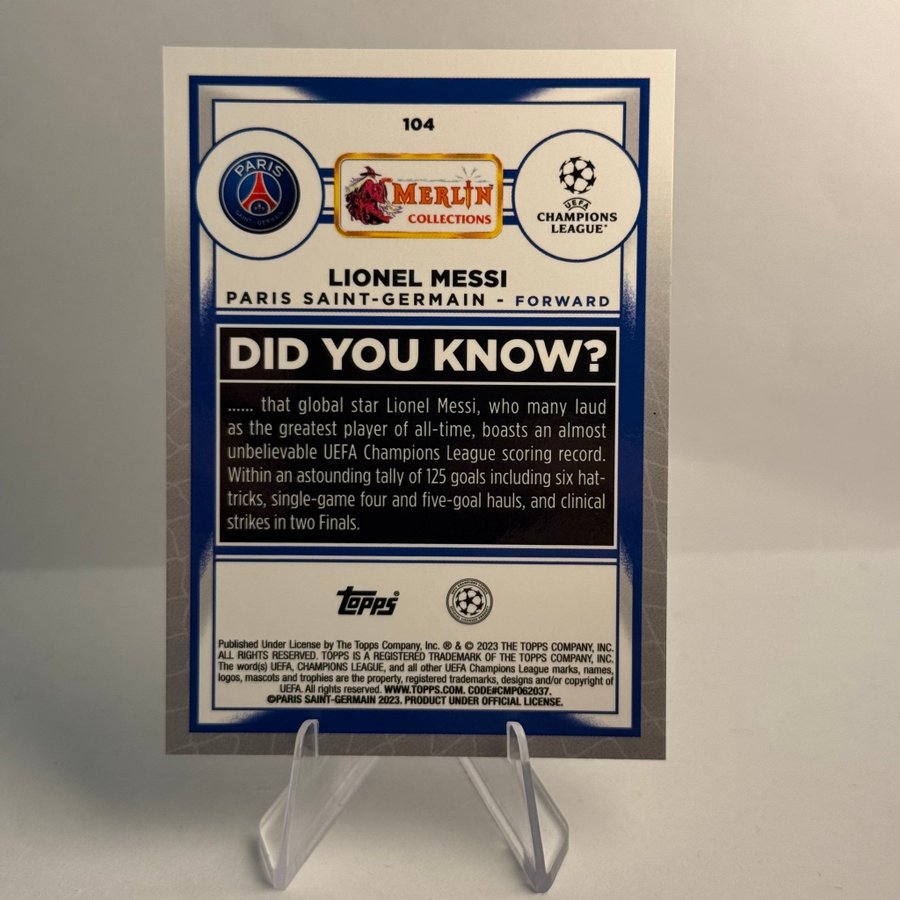 104
PARIS
SAINT-GERMAIN
MERLIN
COLLECTIONS
UEFA
CHAMPIONS
LEAGUE®
LIONEL MESSI
PARIS SAINT-GERMAIN - FORWARD
DID YOU KNOW?
...... that global star Lionel Messi, who many laud
as the greatest player of all-time, boasts an almost
unbelievable UEFA Champions League scoring record.
Within an astounding tally of 125 goals including six hat-
tricks, single-game four and five-goal hauls, and clinical
strikes in two Finals.
Topps®
Published Under License by The Topps Company, Inc. ® & © 2023 THE TOPPS COMPANY, INC.
ALL RIGHTS RESERVED. TOPPS IS A REGISTERED TRADEMARK OF THE TOPPS COMPANY, INC.
The word(s) UEFA, CHAMPIONS LEAGUE, and all other UEFA Champions League marks, names,
logos, mascots and trophies are the property, registered trademarks, designs and/or copyright of
UEFA. All rights reserved. WWW.TOPPS.COM. CODE#CMP062037.
©PARIS SAINT-GERMAIN 2023. PRODUCT UNDER OFFICIAL LICENSE.